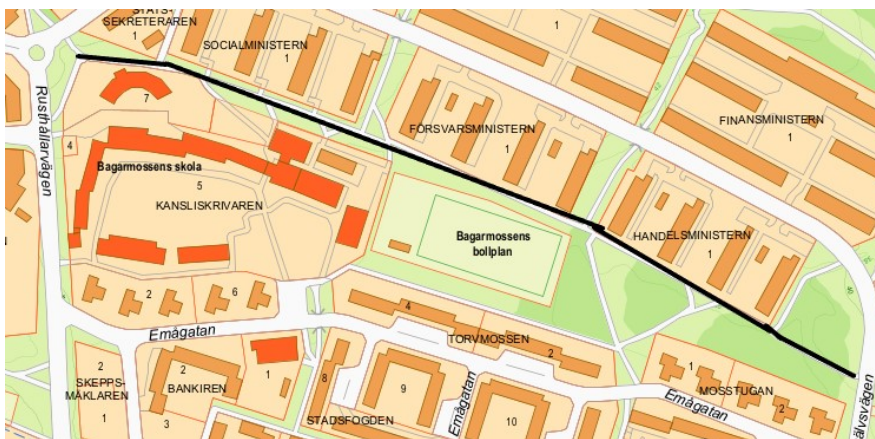 STATS-
SEKRETERAREN
1
SOCIALMINISTERN
1
1
42
FINANSMINISTERN
1
Rusthållarvägen
7
FÖRSVARSMINISTERN
1
4
Bagarmossens skola
5
KANSLISKRIVAREN
Bagarmossens
bollplan
HANDELSMINISTERN
1
2
6
4
Emågatan
TORVMOSSEN
2
2
SKEPPS-
MÄKLAREN
1
2
BANKIREN
1
3
8
STADSFOGDEN
9
Emågatan
10
1
MOSSTUGAN
2
Emågatan
älvsvägen